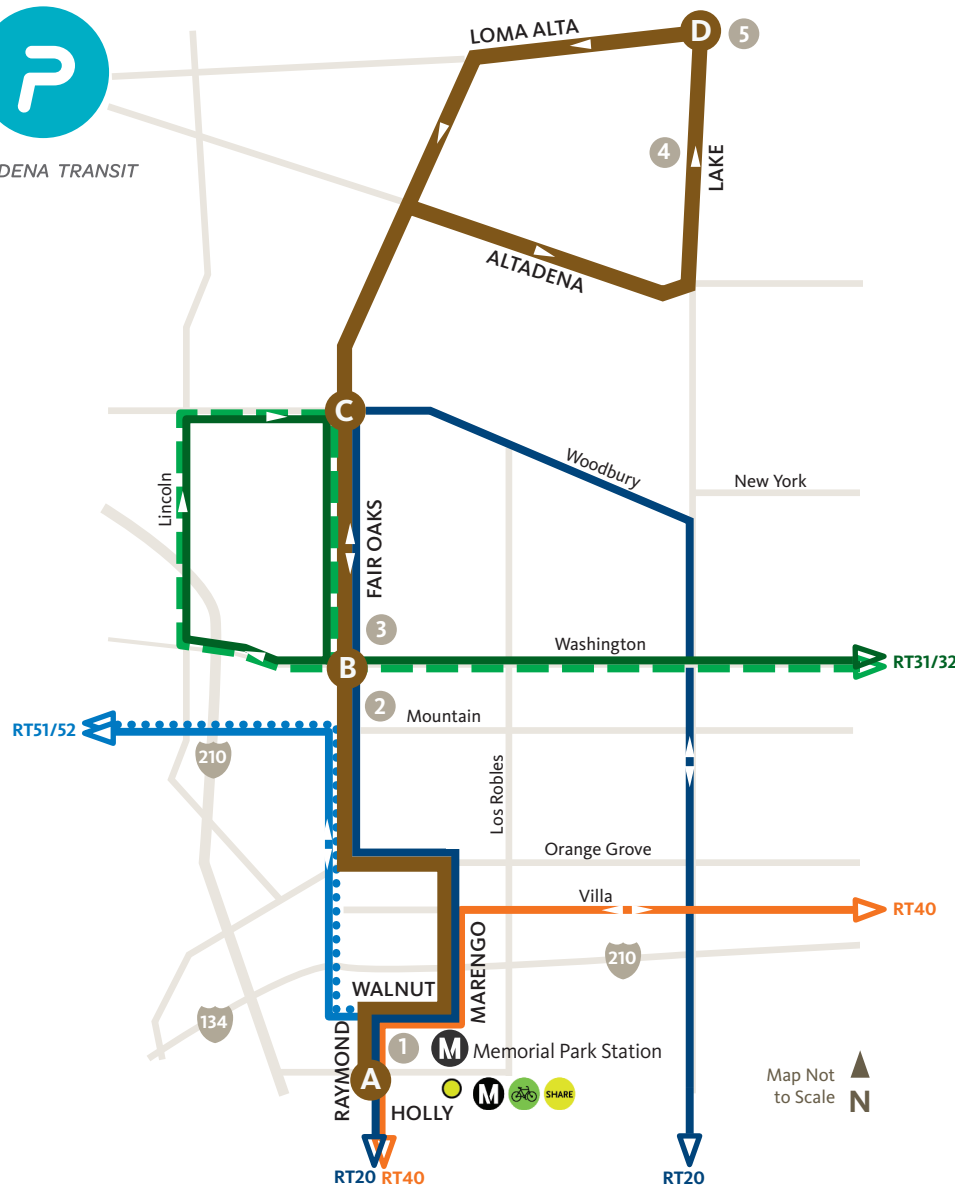 P
DENA TRANSIT
LOMA ALTA
D
5
4
LAKE
ALTADENA
C
Lincoln
Woodbury
New York
FAIR OAKS
3
Washington
B
RT31/32
2
Mountain
RT51/52
210
Los Robles
Orange Grove
Villa
RT40
MARENGO
210
WALNUT
134
RAYMOND
1
M Memorial Park Station
A
M
SHARE
HOLLY
Map Not
to Scale
N
RT20 RT40
RT20